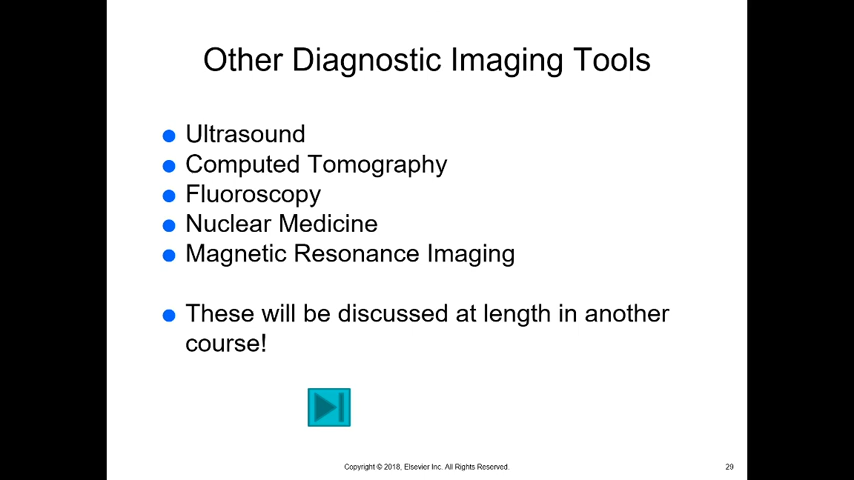 Other Diagnostic Imaging Tools
Ultrasound
Computed Tomography
Fluoroscopy
Nuclear Medicine
Magnetic Resonance Imaging
These will be discussed at length in another
course!
Copyright © 2018, Elsevier Inc. All Rights Reserved.
29